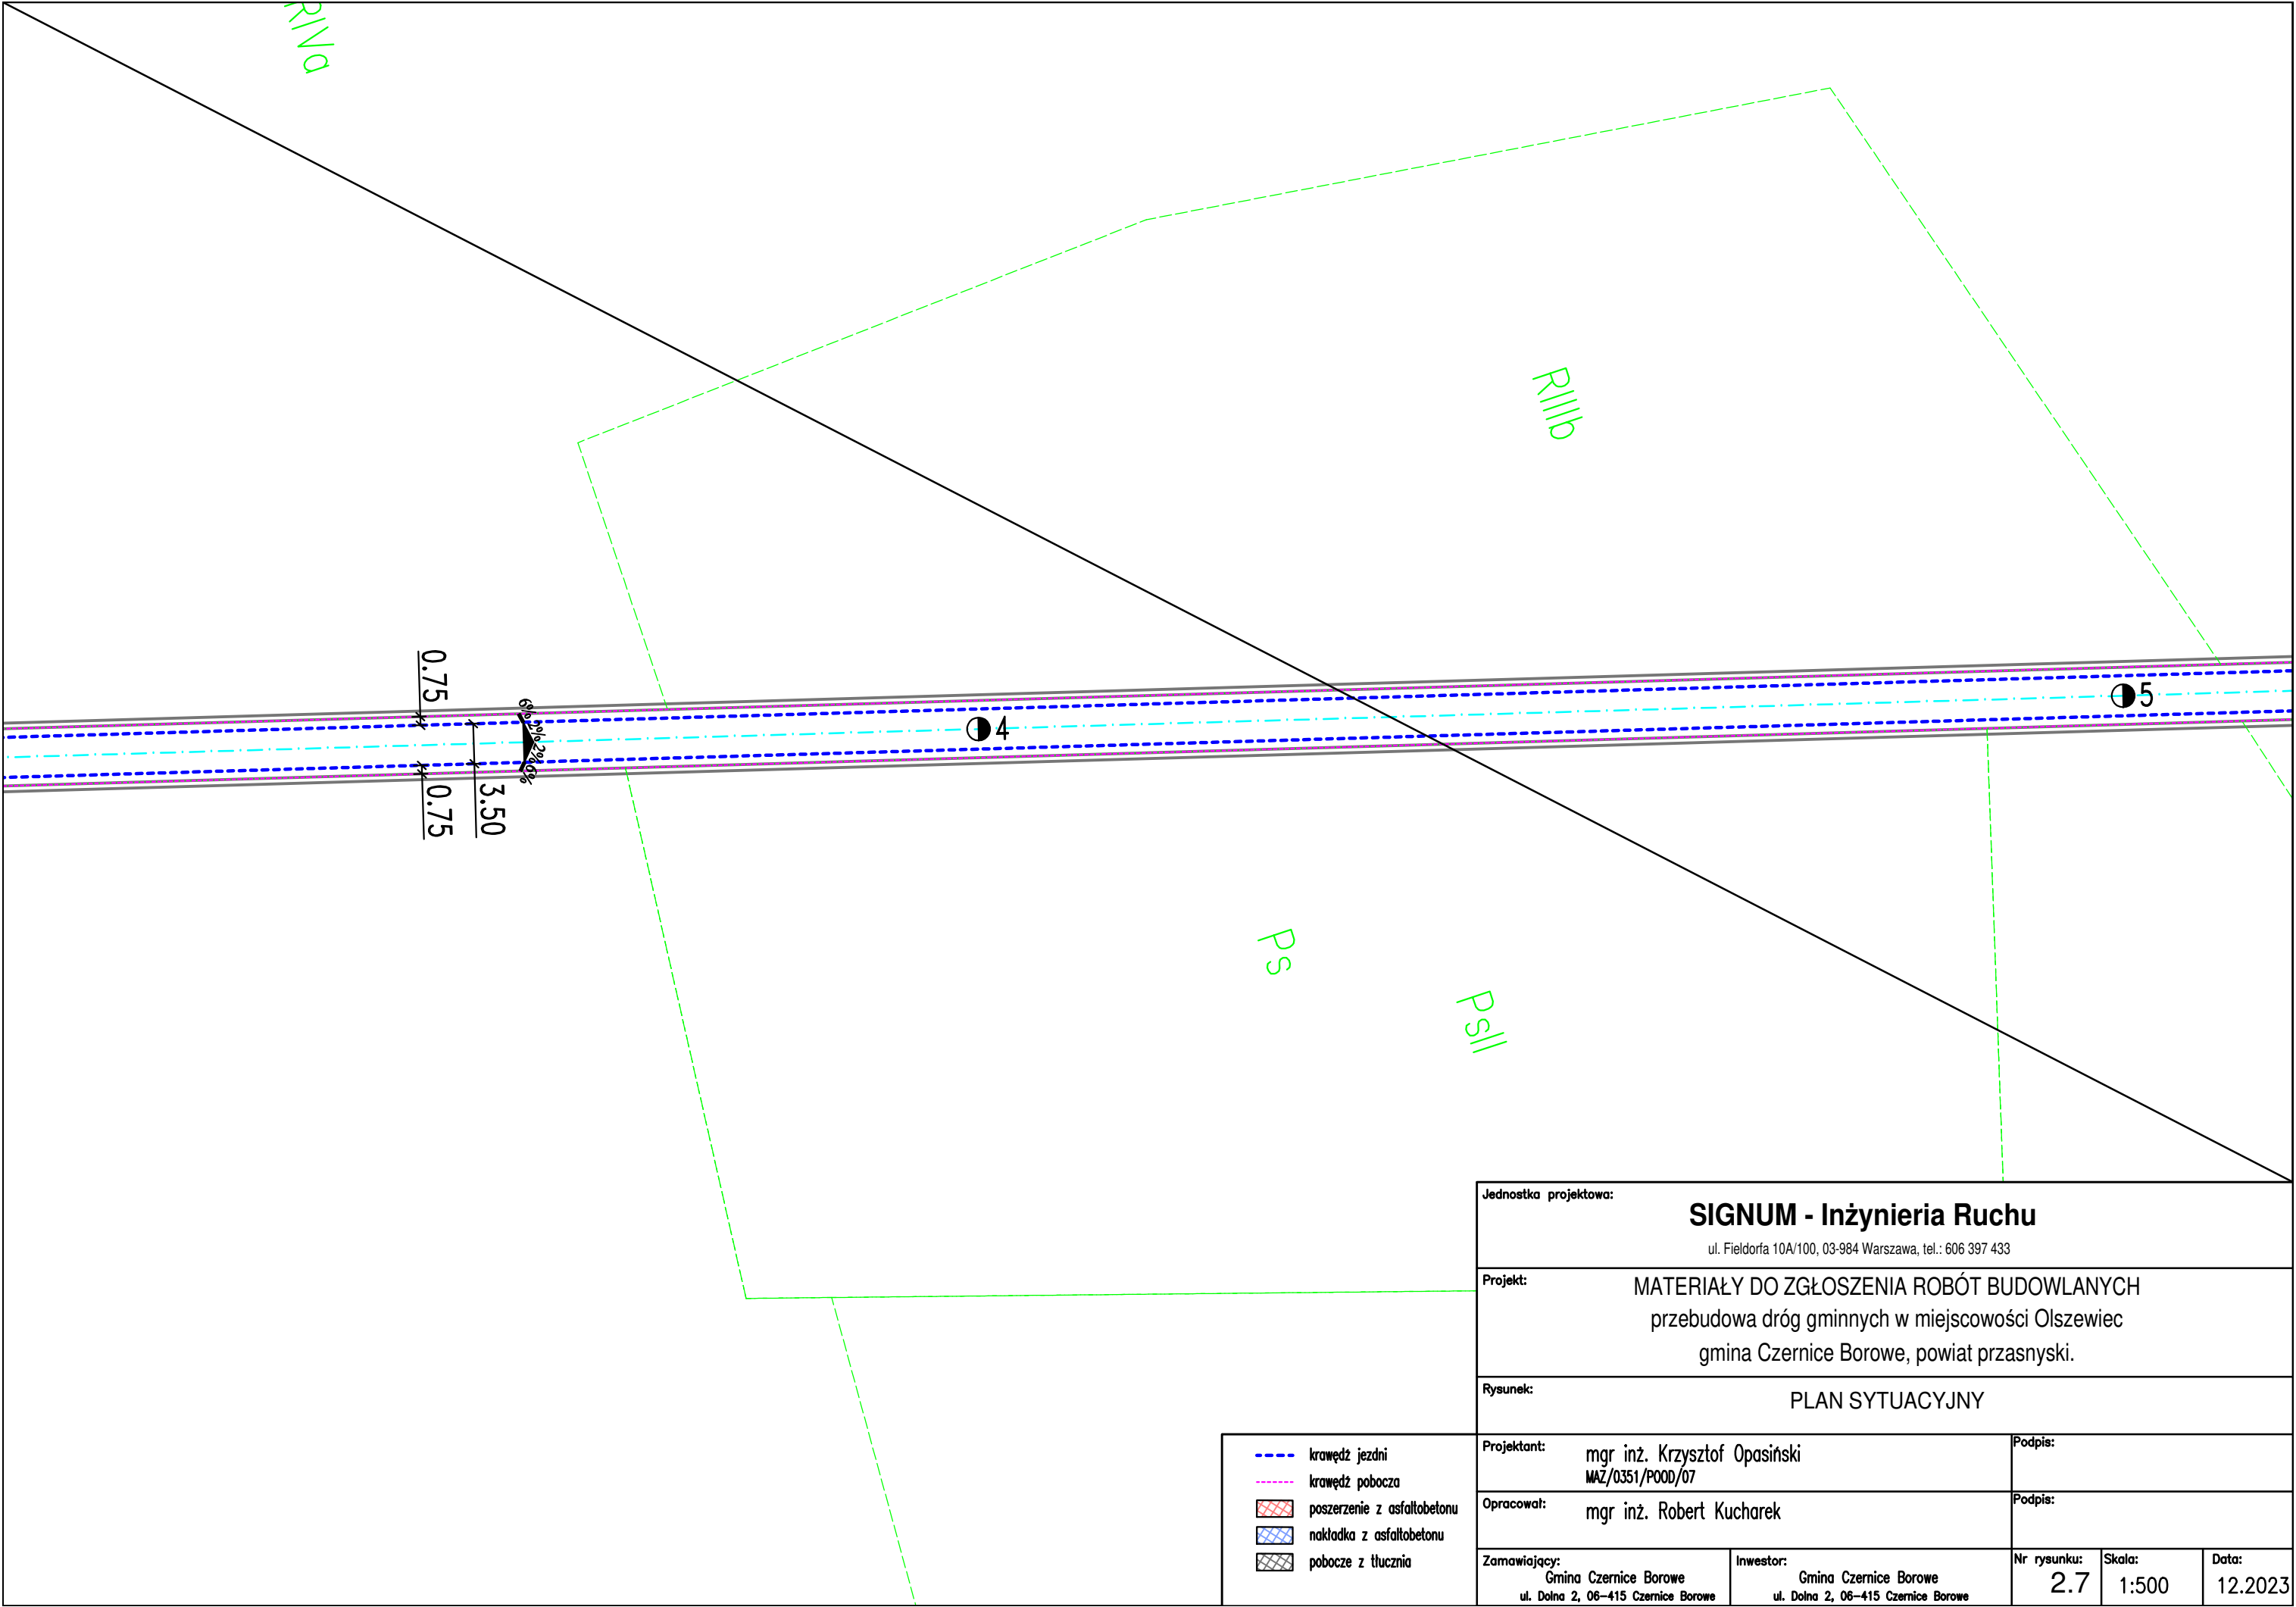 RIVa
RIIIb
0.75
6% 2% 2% 6%
4
5
3.50
0.75
Ps
PsII
Jednostka projektowa:
SIGNUM - Inżynieria Ruchu
ul. Fieldorfa 10A/100, 03-984 Warszawa, tel.: 606 397 433
Projekt:
MATERIAŁY DO ZGŁOSZENIA ROBÓT BUDOWLANYCH
przebudowa dróg gminnych w miejscowości Olszewiec
gmina Czernice Borowe, powiat przasnyski.
Rysunek:
PLAN SYTUACYJNY
krawędź jezdni
krawędź pobocza
poszerzenie z asfaltobetonu
nakładka z asfaltobetonu
pobocze z tłucznia
Projektant:
mgr inż. Krzysztof Opasiński
MAZ/0351/POOD/07
Podpis:
Opracował:
mgr inż. Robert Kucharek
Podpis:
Zamawiający:
Gmina Czernice Borowe
ul. Dolna 2, 06-415 Czernice Borowe
Inwestor:
Gmina Czernice Borowe
ul. Dolna 2, 06-415 Czernice Borowe
Nr rysunku:
2.7
Skala:
1:500
Data:
12.2023